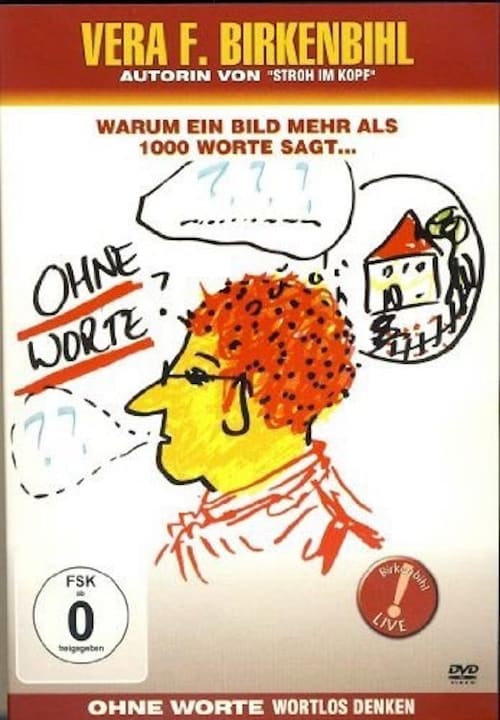 VERA F. BIRKENBIHL
AUTORIN VON "STROH IM KOPF"
WARUM EIN BILD MEHR ALS
1000 WORTE SAGT...
? ? ?
OHNE
WORTE?
? ?
FSK
ab
0
freigegeben
Birkenbihl
!
LIVE
DVD
VIDEO
OHNE WORTE WORTLOS DENKEN